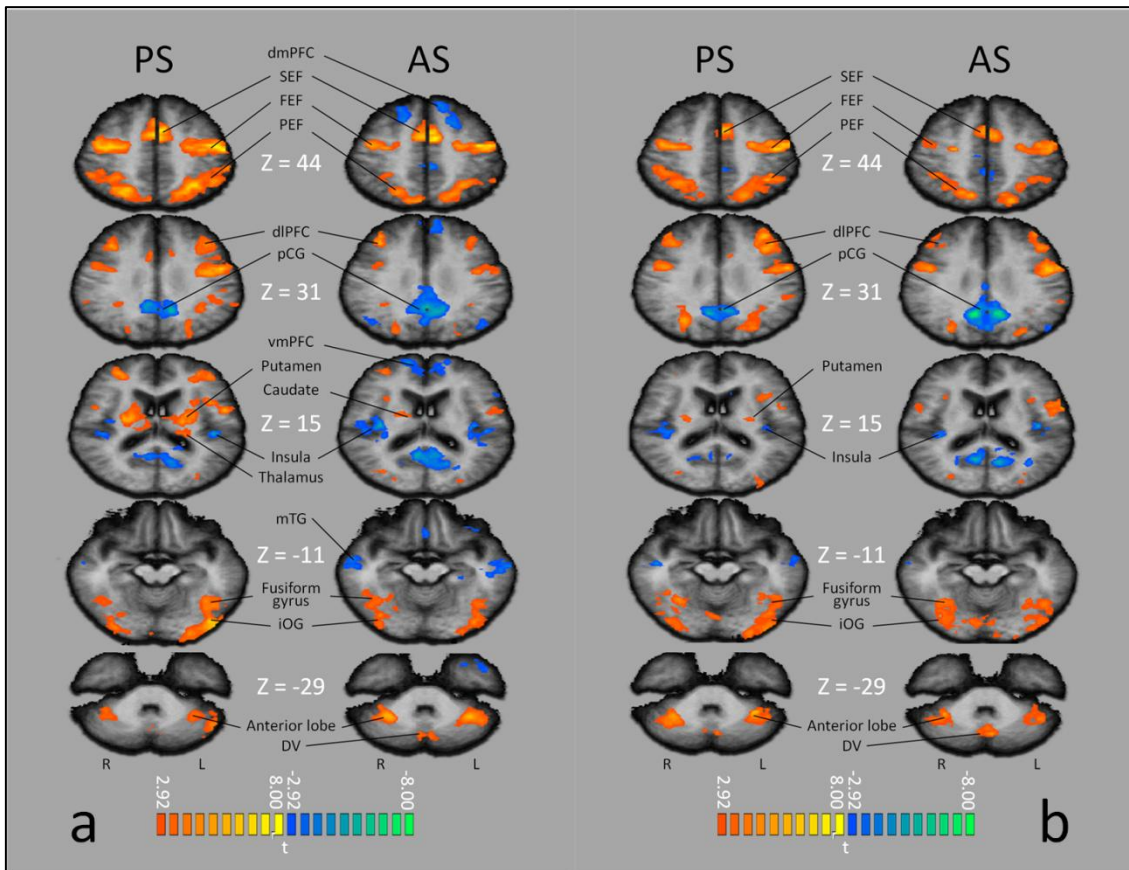 PS
dmPFC
AS
SEF
FEF
PEF
Z = 44
dlPFC
pCG
Z = 31
vmPFC
Putamen
Caudate
Z = 15
Insula
Thalamus
mTG
Z = -11
Fusiform
gyrus
iOG
Z = -29
Anterior lobe
DV
R L R L
2.92 8.00 -2.92 -8.00
t
a
PS
AS
SEF
FEF
PEF
Z = 44
dlPFC
pCG
Z = 31
Putamen
Z = 15
Insula
Z = -11
Fusiform
gyrus
iOG
Z = -29
Anterior lobe
DV
R L R L
2.92 8.00 -2.92 -8.00
t
b